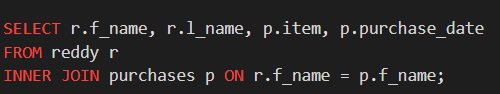 SELECT r.f_name, r.l_name, p.item, p.purchase_date
FROM reddy r
INNER JOIN purchases p ON r.f_name = p.f_name;